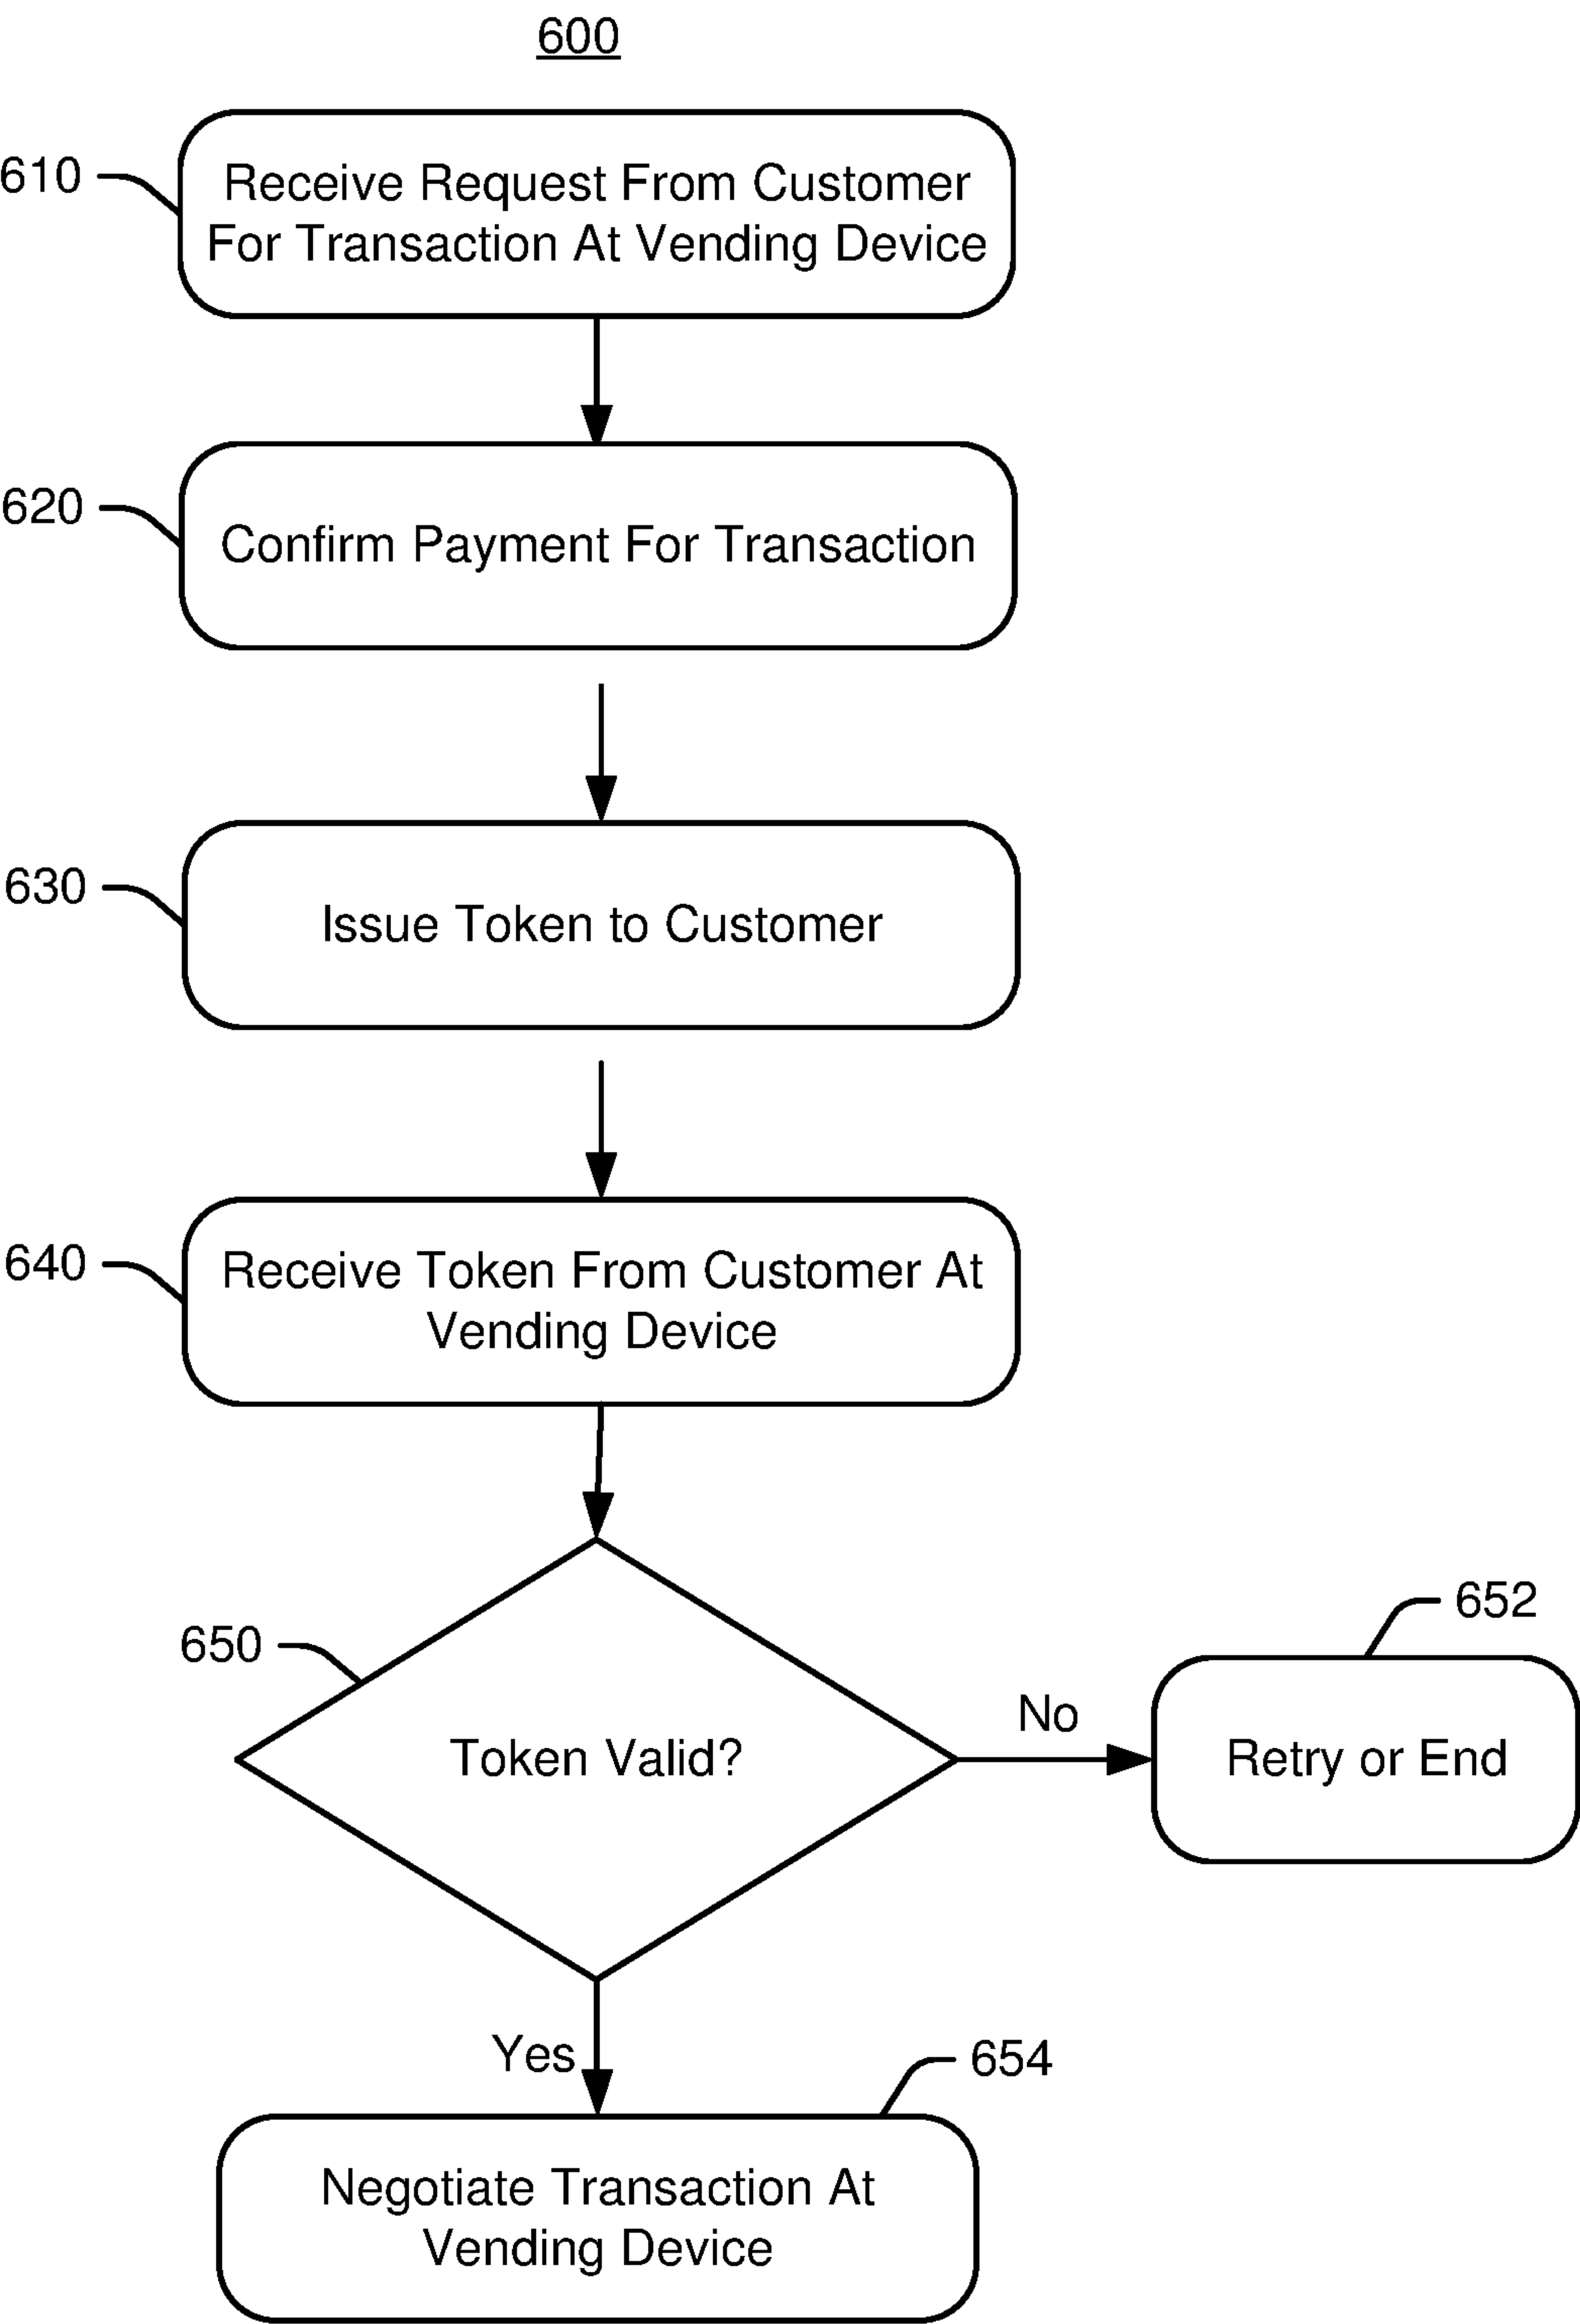 600
610
Receive Request From Customer
For Transaction At Vending Device
620
Confirm Payment For Transaction
630
Issue Token to Customer
640
Receive Token From Customer At
Vending Device
650
Token Valid?
No
652
Retry or End
Yes
654
Negotiate Transaction At
Vending Device